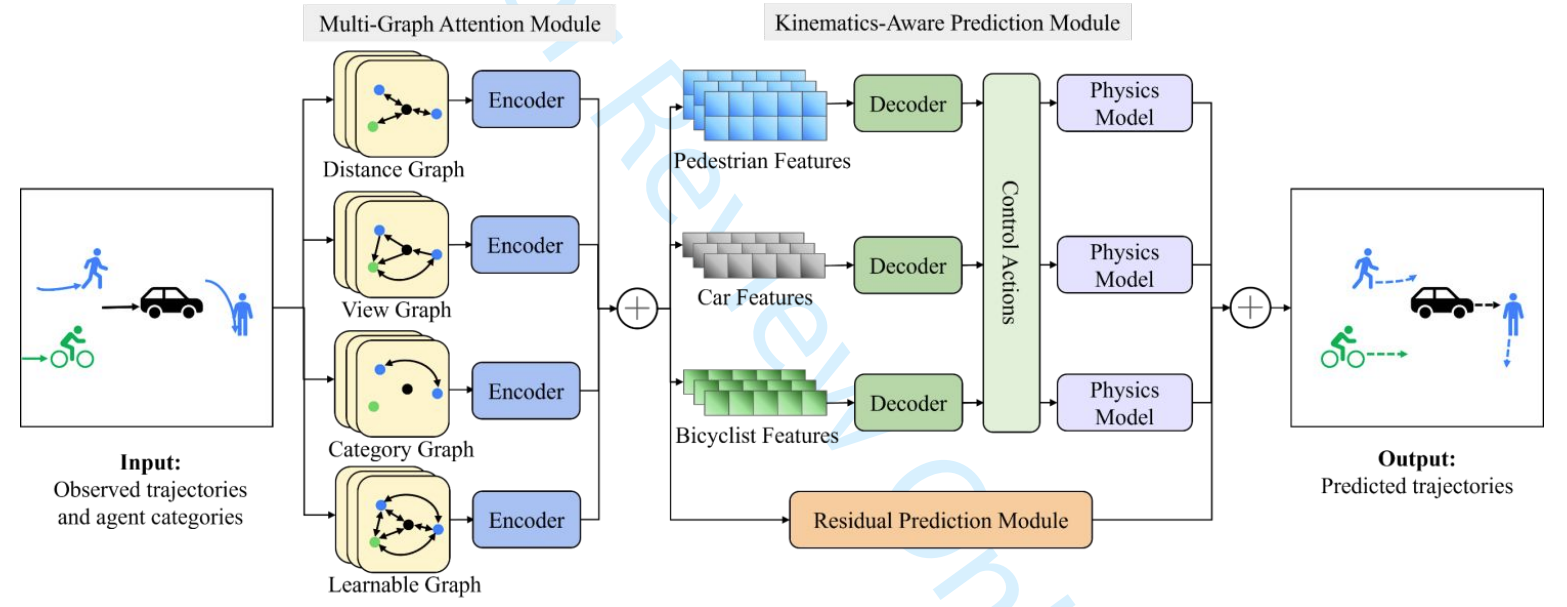 Multi-Graph Attention Module
Kinematics-Aware Prediction Module
Input:
Observed trajectories
and agent categories
Distance Graph
Encoder
View Graph
Encoder
Category Graph
Encoder
Learnable Graph
Encoder
Pedestrian Features
Decoder
Car Features
Decoder
Bicyclist Features
Decoder
Control Actions
Physics
Model
Physics
Model
Physics
Model
Residual Prediction Module
Output:
Predicted trajectories
r Review Onl